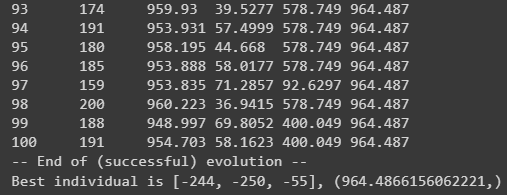 93 174 959.93 39.5277 578.749 964.487
94 191 953.931 57.4999 578.749 964.487
95 180 958.195 44.668 578.749 964.487
96 185 953.888 58.0177 578.749 964.487
97 159 953.835 71.2857 92.6297 964.487
98 200 960.223 36.9415 578.749 964.487
99 188 948.997 69.8052 400.049 964.487
100 191 954.703 58.1623 400.049 964.487
-- End of (successful) evolution --
Best individual is [-244, -250, -55], (964.4866156062221,)